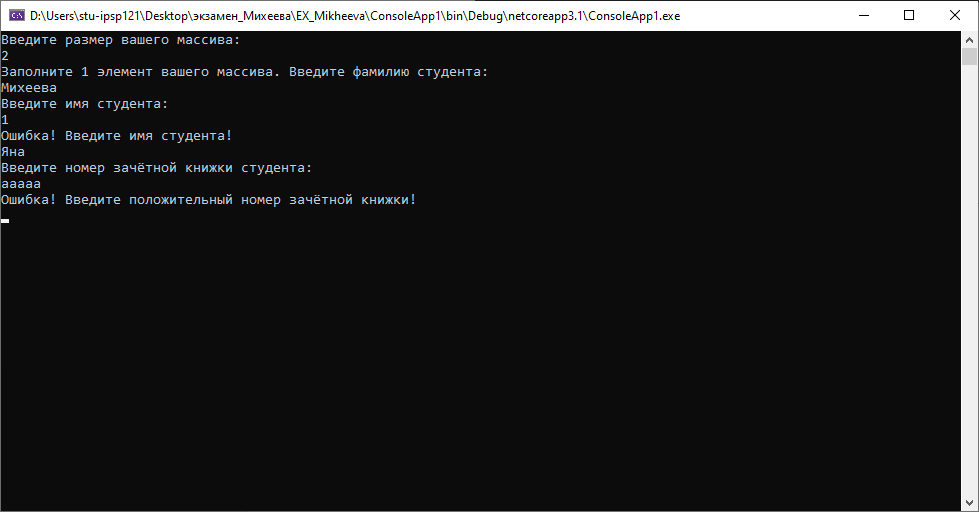 D:\Users\stu-ipsp121\Desktop\экзамен_Михеева\EX_Mikheeva\ConsoleApp1\bin\Debug\netcoreapp3.1\ConsoleApp1.exe
Введите размер вашего массива:
2
Заполните 1 элемент вашего массива. Введите фамилию студента:
Михеева
Введите имя студента:
1
Ошибка! Введите имя студента!
Яна
Введите номер зачётной книжки студента:
ааааа
Ошибка! Введите положительный номер зачётной книжки!